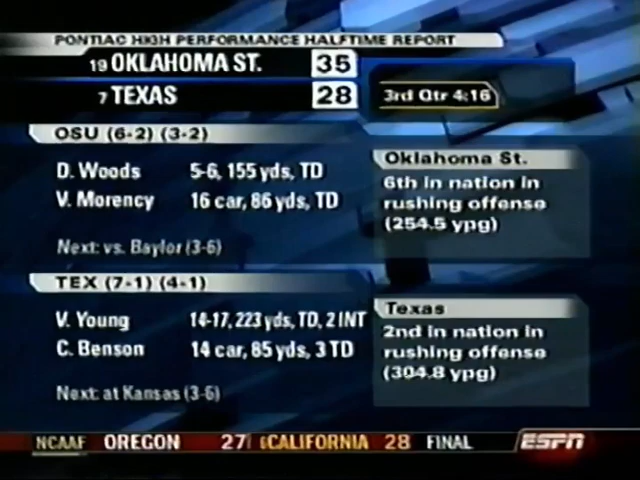 PONTIAC HIGH PERFORMANCE HALFTIME REPORT
19 OKLAHOMA ST. 35
7 TEXAS 28
3rd Qtr 4:16
OSU (6-2) (3-2)
D. Woods 5-6, 155 yds, TD
V. Morency 16 car, 86 yds, TD
Next: vs. Baylor (3-6)
Oklahoma St.
6th in nation in
rushing offense
(254.5 ypg)
TEX (7-1) (4-1)
V. Young 14-17, 223 yds, TD, 2 INT
C. Benson 14 car, 85 yds, 3 TD
Next: at Kansas (3-6)
Texas
2nd in nation in
rushing offense
(304.8 ypg)
NCAAF OREGON 27 CALIFORNIA 28 FINAL ESPN